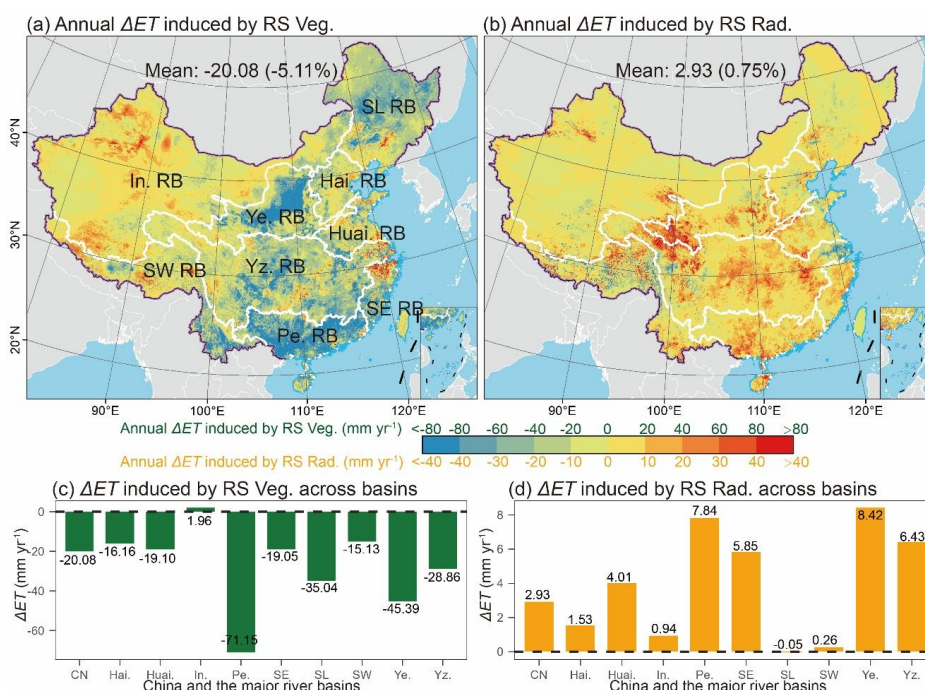 (a) Annual ΔET induced by RS Veg.
(b) Annual ΔET induced by RS Rad.
Mean: -20.08 (-5.11%)
Mean: 2.93 (0.75%)
SL RB
In. RB
Hai. RB
Ye. RB
Huai. RB
SW RB
Yz. RB
SE RB
Pe. RB
40°N
30°N
20°N
90°E 100°E 110°E 120°E
90°E 100°E 110°E 120°E
Annual ΔET induced by RS Veg. (mm yr⁻¹) <-80 -80 -60 -40 -20 0 20 40 60 80 >80
Annual ΔET induced by RS Rad. (mm yr⁻¹) <-40 -40 -30 -20 -10 0 10 20 30 40 >40
(c) ΔET induced by RS Veg. across basins
(d) ΔET induced by RS Rad. across basins
ΔET (mm yr⁻¹)
0
-20
-40
-60
-20.08 -16.16 -19.10 1.96 -71.15 -19.05 -35.04 -15.13 -45.39 -28.86
CN Hai. Huai. In. Pe. SE SL SW Ye. Yz.
China and the major river basins
ΔET (mm yr⁻¹)
8
6
4
2
0
2.93 1.53 4.01 0.94 7.84 5.85 -0.05 0.26 8.42 6.43
CN Hai. Huai. In. Pe. SE SL SW Ye. Yz.
China and the major river basins